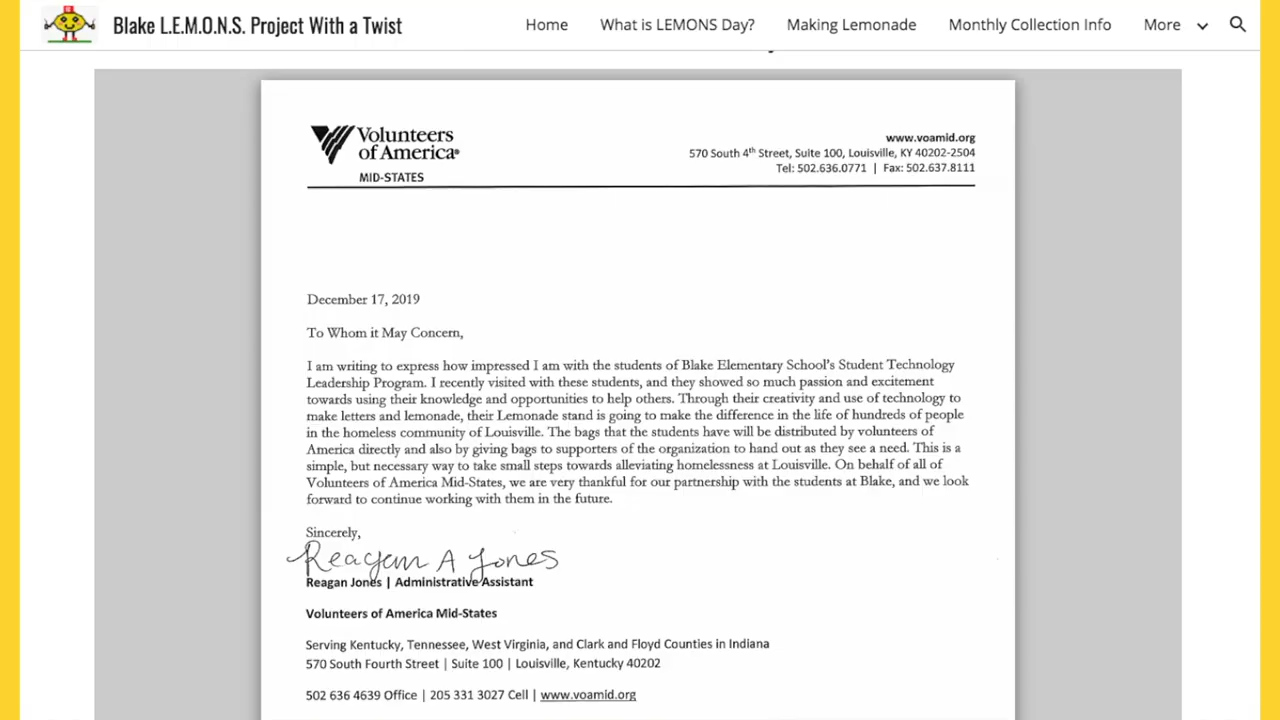 Blake L.E.M.O.N.S. Project With a Twist
Home What is LEMONS Day? Making Lemonade Monthly Collection Info More
Volunteers
of America®
MID-STATES
www.voamid.org
570 South 4th Street, Suite 100, Louisville, KY 40202-2504
Tel: 502.636.0771 | Fax: 502.637.8111
December 17, 2019
To Whom it May Concern,
I am writing to express how impressed I am with the students of Blake Elementary School's Student Technology
Leadership Program. I recently visited with these students, and they showed so much passion and excitement
towards using their knowledge and opportunities to help others. Through their creativity and use of technology to
make letters and lemonade, their Lemonade stand is going to make the difference in the life of hundreds of people
in the homeless community of Louisville. The bags that the students have will be distributed by volunteers of
America directly and also by giving bags to supporters of the organization to hand out as they see a need. This is a
simple, but necessary way to take small steps towards alleviating homelessness at Louisville. On behalf of all of
Volunteers of America Mid-States, we are very thankful for our partnership with the students at Blake, and we look
forward to continue working with them in the future.
Sincerely,
Reagan A Jones
Reagan Jones | Administrative Assistant
Volunteers of America Mid-States
Serving Kentucky, Tennessee, West Virginia, and Clark and Floyd Counties in Indiana
570 South Fourth Street | Suite 100 | Louisville, Kentucky 40202
502 636 4639 Office | 205 331 3027 Cell | www.voamid.org